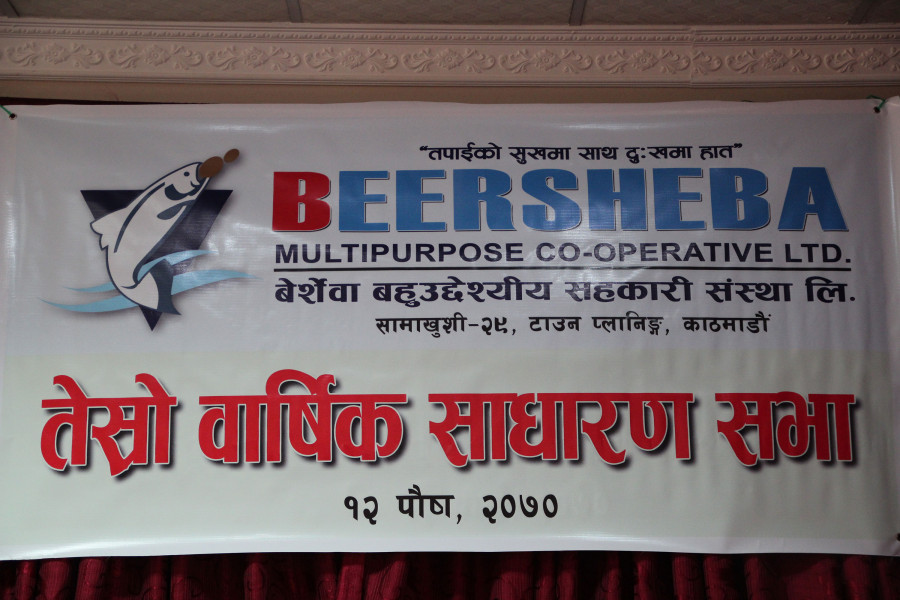 “तपाईको सुखमा साथ दुःखमा हात”
BEERSHEBA
MULTIPURPOSE CO-OPERATIVE LTD.
बेर्शेवा बहुउद्देश्यीय सहकारी संस्था लि.
सामाखुशी-२९, टाउन प्लानिङ्ग, काठमाडौं
तेस्रो वार्षिक साधारण सभा
१२ पौष, २०७०